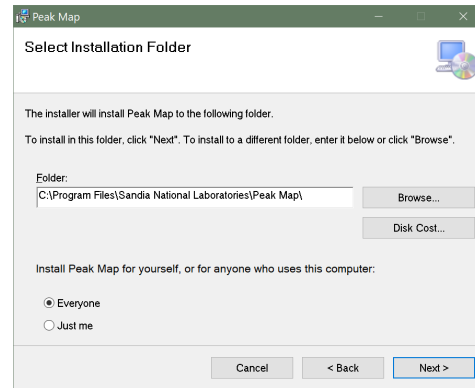 Peak Map
Select Installation Folder
The installer will install Peak Map to the following folder.
To install in this folder, click "Next". To install to a different folder, enter it below or click "Browse".
Folder:
C:\Program Files\Sandia National Laboratories\Peak Map\
Browse...
Disk Cost...
Install Peak Map for yourself, or for anyone who uses this computer:
Everyone
Just me
Cancel
< Back
Next >